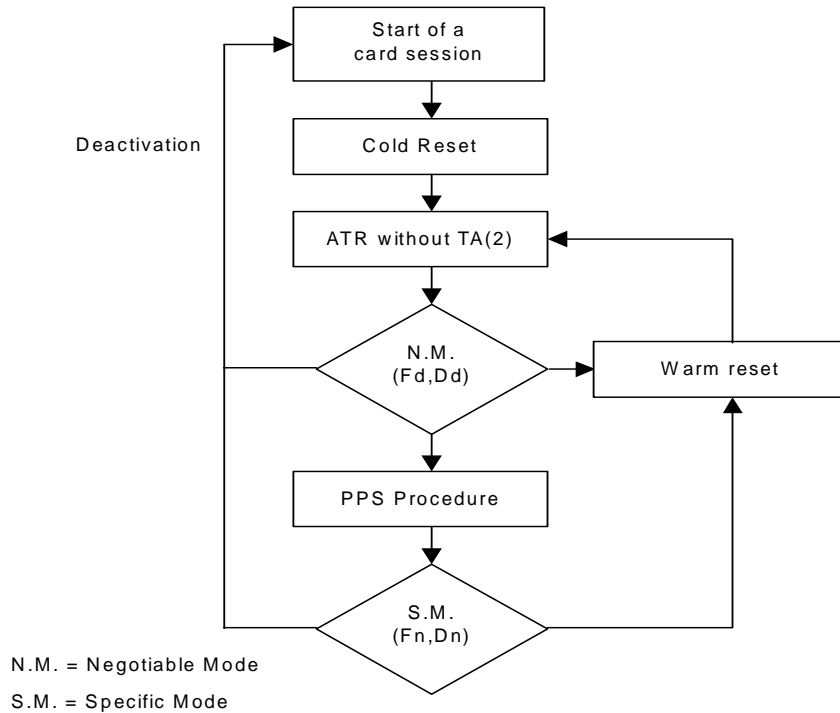 Start of a
card session
Deactivation
Cold Reset
ATR without TA(2)
N.M.
(Fd,Dd)
Warm reset
PPS Procedure
S.M.
(Fn,Dn)
N.M. = Negotiable Mode
S.M. = Specific Mode